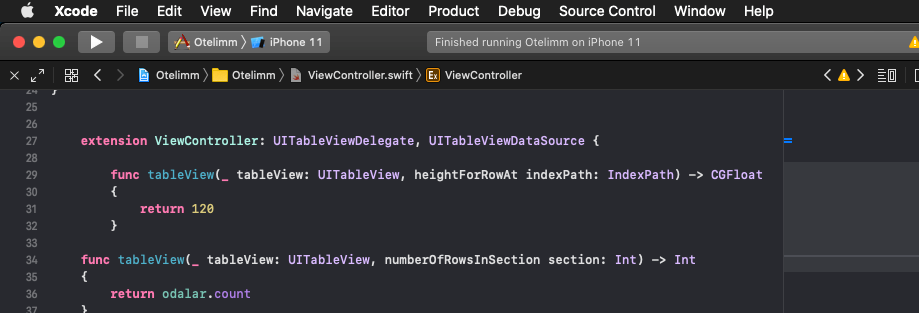 Xcode File Edit View Find Navigate Editor Product Debug Source Control Window Help
Otelimm iPhone 11 Finished running Otelimm on iPhone 11
Otelimm Otelimm ViewController.swift Ex ViewController
24 }
25
26
27 extension ViewController: UITableViewDelegate, UITableViewDataSource {
28
29 func tableView(_ tableView: UITableView, heightForRowAt indexPath: IndexPath) -> CGFloat
30 {
31 return 120
32 }
33
34 func tableView(_ tableView: UITableView, numberOfRowsInSection section: Int) -> Int
35 {
36 return odalar.count
37 }